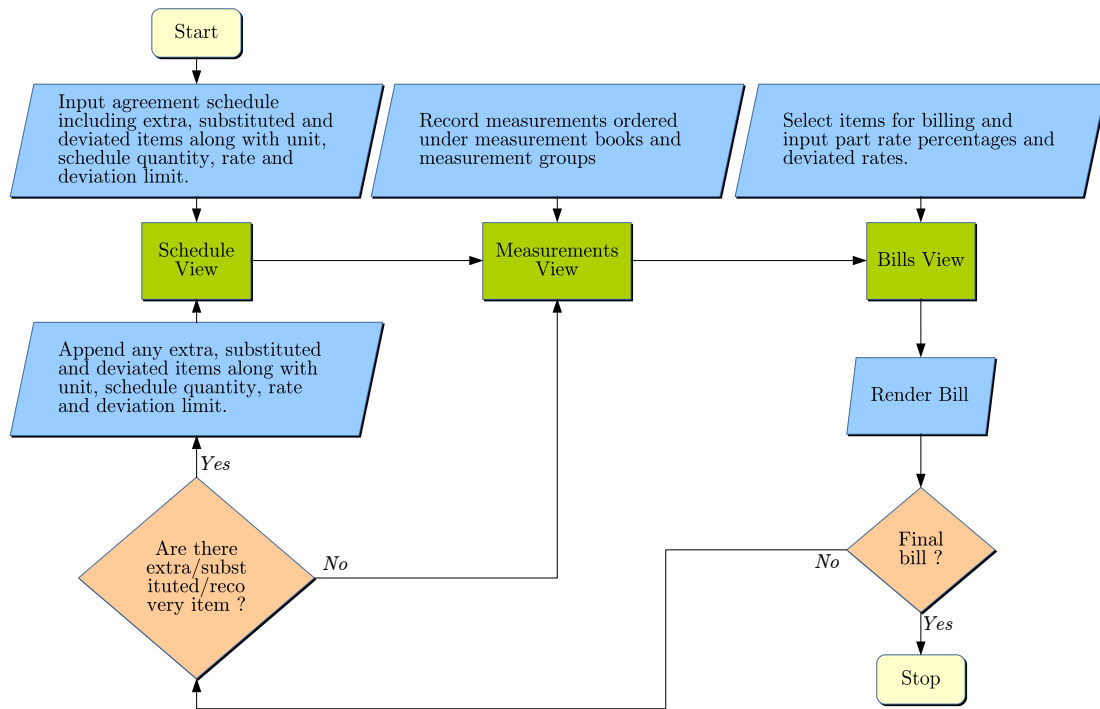 Start
Input agreement schedule
including extra, substituted and
deviated items along with unit,
schedule quantity, rate and
deviation limit.
Record measurements ordered
under measurement books and
measurement groups
Select items for billing and
input part rate percentages and
deviated rates.
Schedule
View
Measurements
View
Bills View
Append any extra, substituted
and deviated items along with
unit, schedule quantity, rate
and deviation limit.
Render Bill
Yes
Are there
extra/subst
ituted/reco
very item ?
No
Final
bill ?
No
Yes
Stop